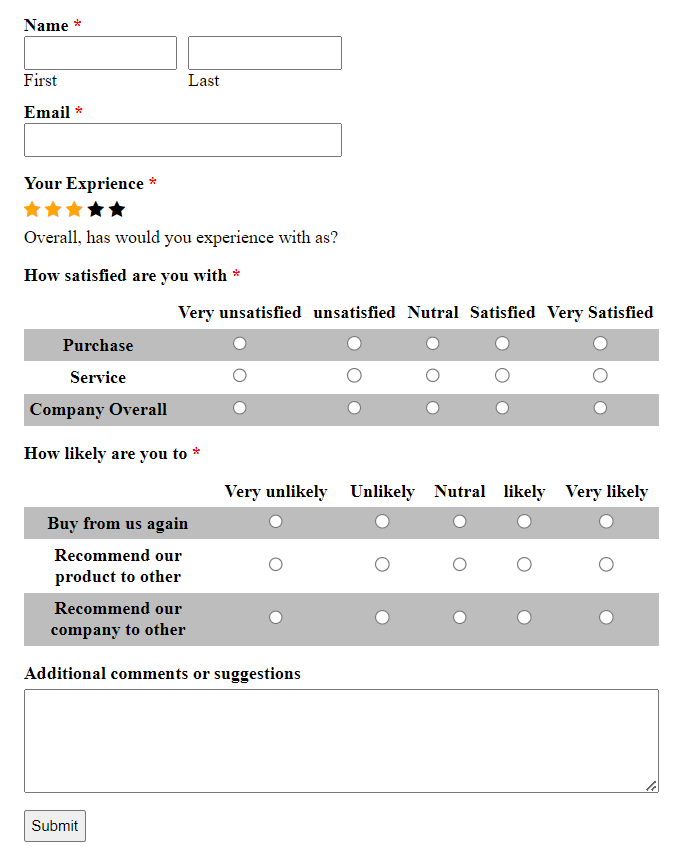 Name *
First Last
Email *
Your Exprience *
Overall, has would you experience with as?
How satisfied are you with *
Very unsatisfied unsatisfied Nutral Satisfied Very Satisfied
Purchase
Service
Company Overall
How likely are you to *
Very unlikely Unlikely Nutral likely Very likely
Buy from us again
Recommend our
product to other
Recommend our
company to other
Additional comments or suggestions
Submit